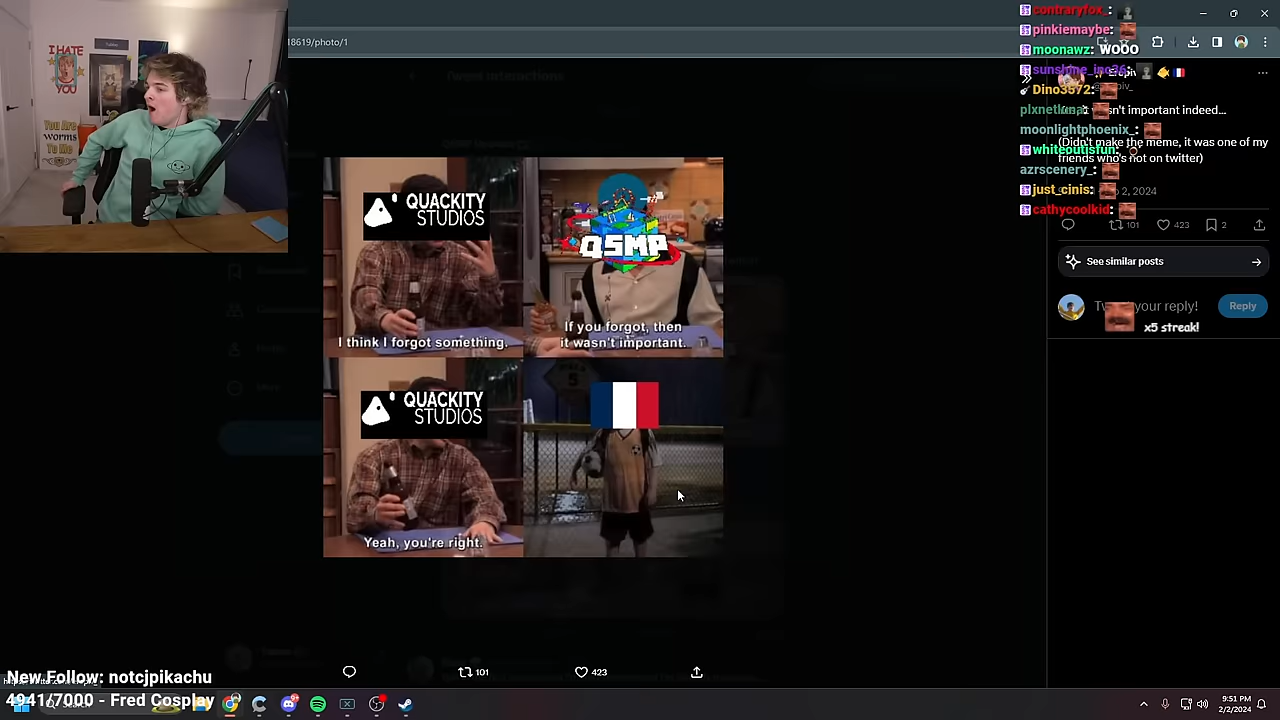 I HATE
YOU
You Are
worms
To Me
18619/photo/1
QUACKITY
STUDIOS
QSMP
I think I forgot something.
If you forgot, then
it wasn't important.
QUACKITY
STUDIOS
Yeah, you're right.
101
423
contraryfox_:
pinkiemaybe:
moonawz: WOOO
Dino3572:
n't important indeed...
moonlightphoenix_:
(Didn't make the meme, it was one of my
whiteoutisfun:
friends who's not on twitter)
azrscenery_:
just_cinis:
2, 2024
cathycoolkid:
101
423
2
See similar posts
your reply!
Reply
x5 streak!
New Follow: notcjpikachu
4941/7000 - Fred Cosplay
9:51 PM
2/2/2024